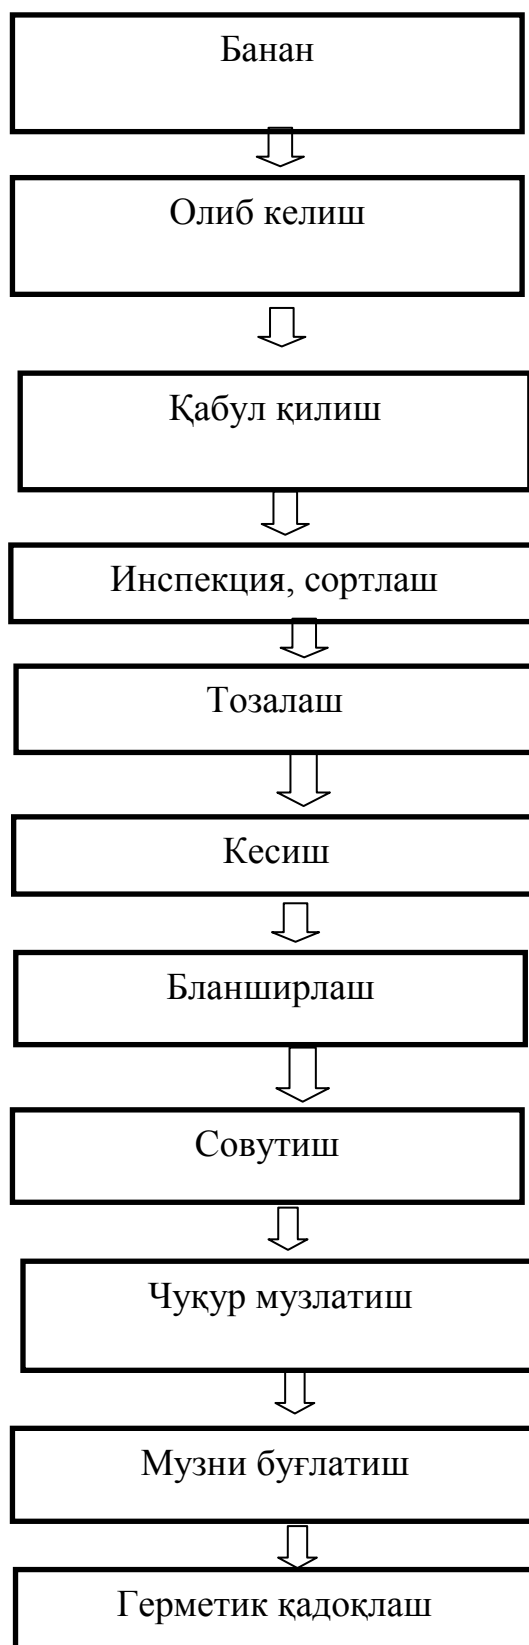 Банан
Олиб келиш
Қабул қилиш
Инспекция, сортлаш
Тозалаш
Кесиш
Бланширлаш
Совутиш
Чуқур музлатиш
Музни буғлатиш
Герметик қадоқлаш